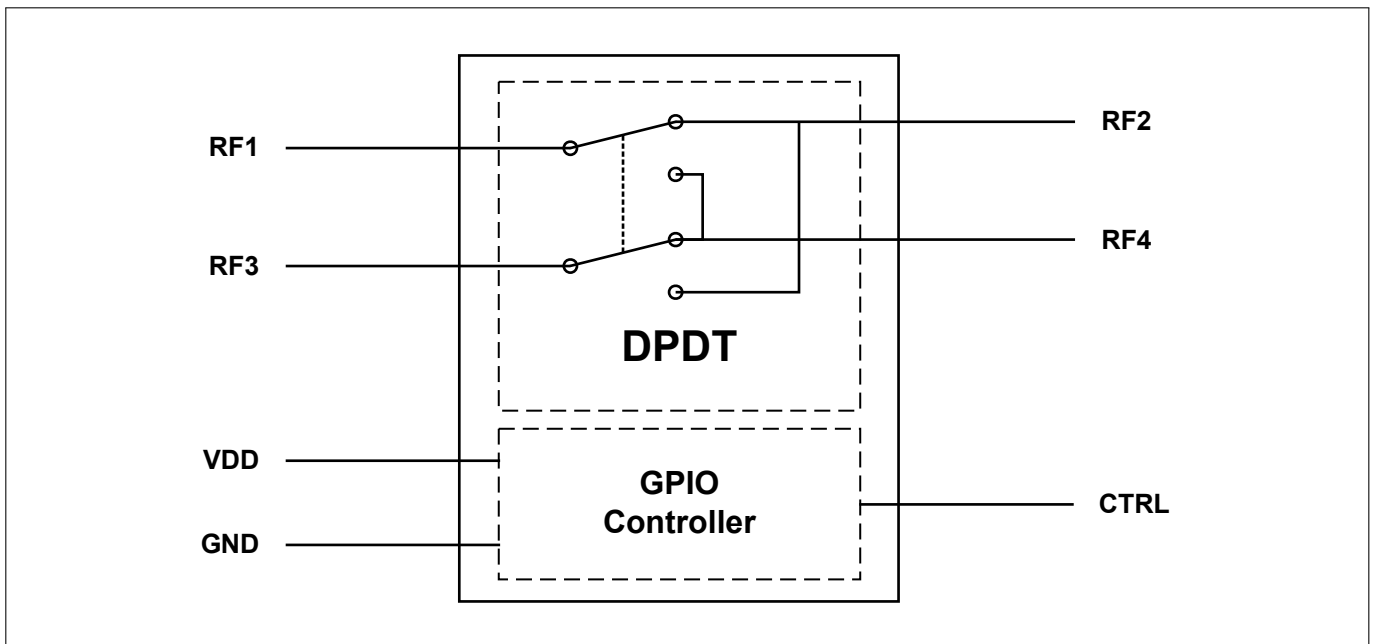 RF1
RF2
RF3
RF4
DPDT
VDD
GND
GPIO
Controller
CTRL